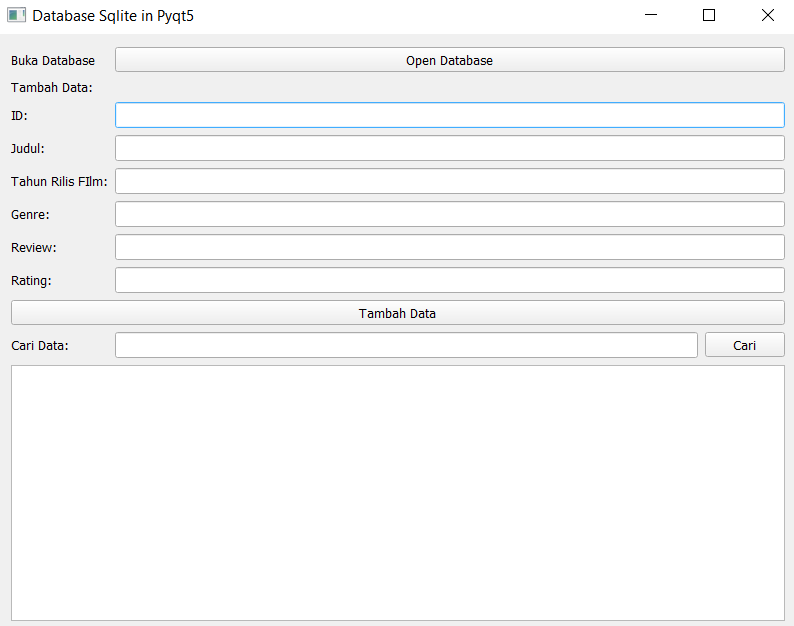 Database Sqlite in Pyqt5
Buka Database Open Database
Tambah Data:
ID:
Judul:
Tahun Rilis FIlm:
Genre:
Review:
Rating:
Tambah Data
Cari Data: Cari